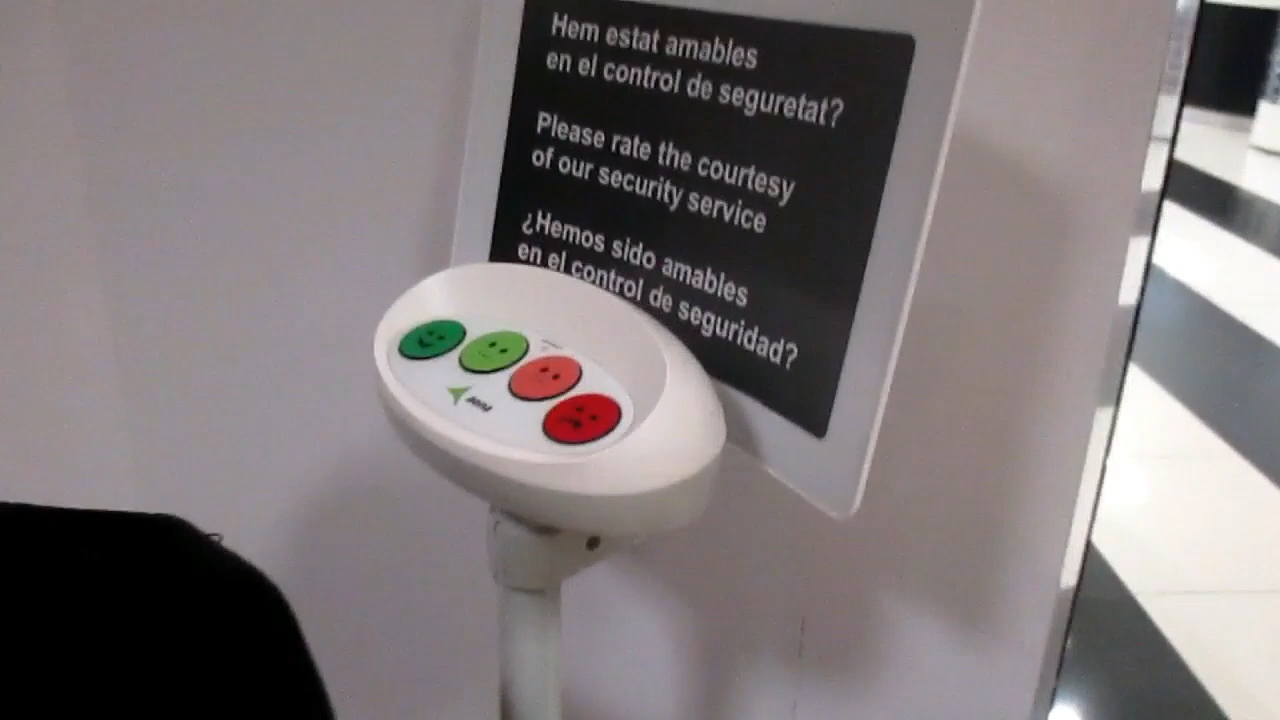 Hem estat amables
en el control de seguretat?
Please rate the courtesy
of our security service
¿Hemos sido amables
en el control de seguridad?
aena